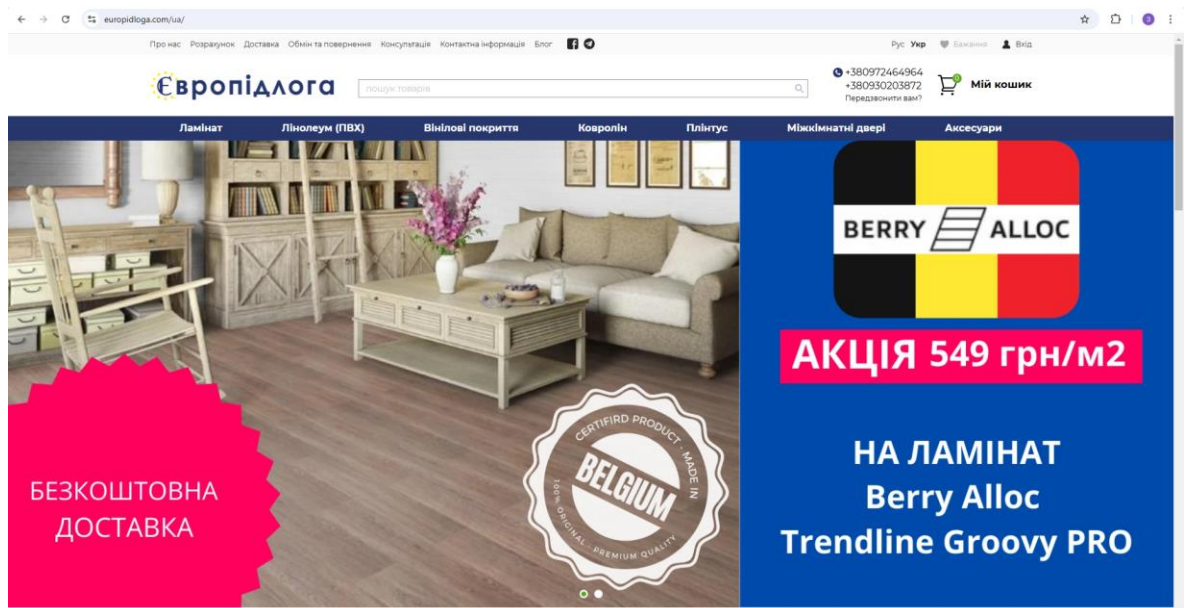 europidloga.com/ua/
Про нас Розрахунок Доставка Обмін та повернення Консультація Контактна інформація Блог Рус Укр Бажання Вхід
Європідлога
пошук товарів
+380972464964
+380930203872
Передзвонити вам?
0
Мій кошик
Ламінат Лінолеум (ПВХ) Вінілові покриття Ковролін Плінтус Міжкімнатні двері Аксесуари
BERRY ALLOC
АКЦІЯ 549 грн/м2
НА ЛАМІНАТ
Berry Alloc
Trendline Groovy PRO
БЕЗКОШТОВНА
ДОСТАВКА
CERTIFIRD PRODUCT - MADE IN
BELGIUM
100% ORIGINAL - PREMIUM QUALITY